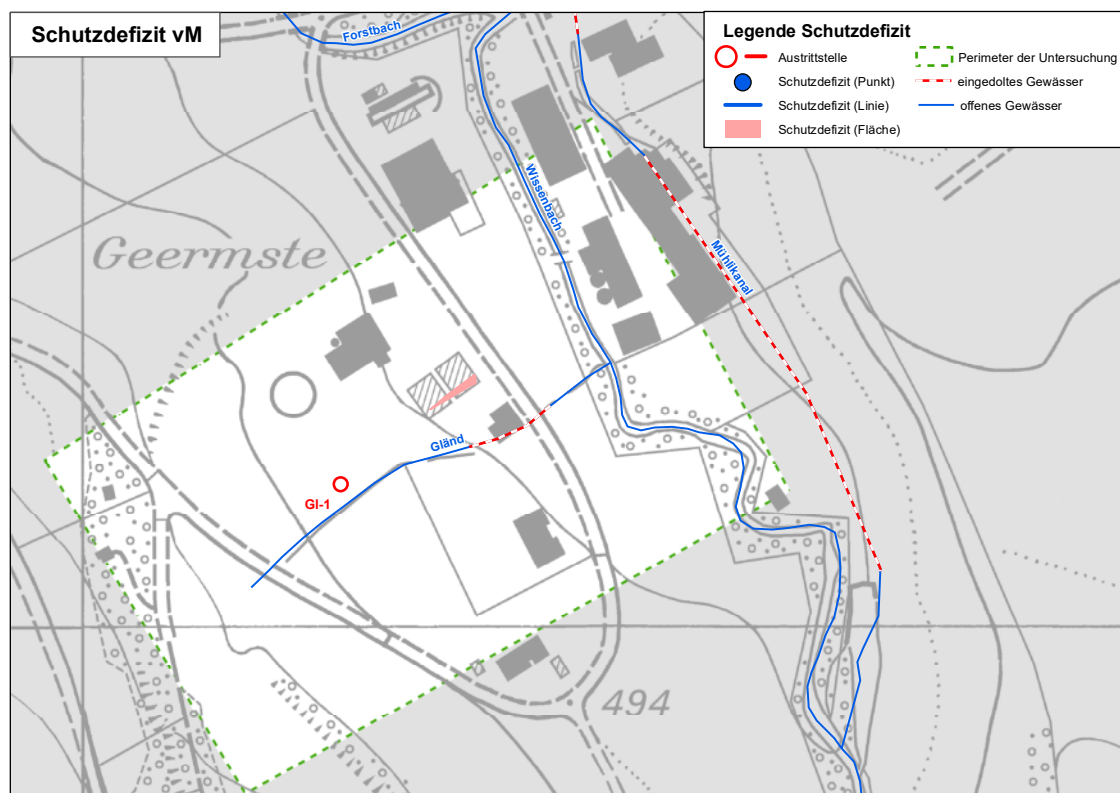 Schutzdefizit vM
Forstbach
Legende Schutzdefizit
Austrittstelle
Schutzdefizit (Punkt)
Schutzdefizit (Linie)
Schutzdefizit (Fläche)
Perimeter der Untersuchung
eingedoltes Gewässer
offenes Gewässer
Wissenbach
Geermste
Mühlikanal
Gländ
Gl-1
494